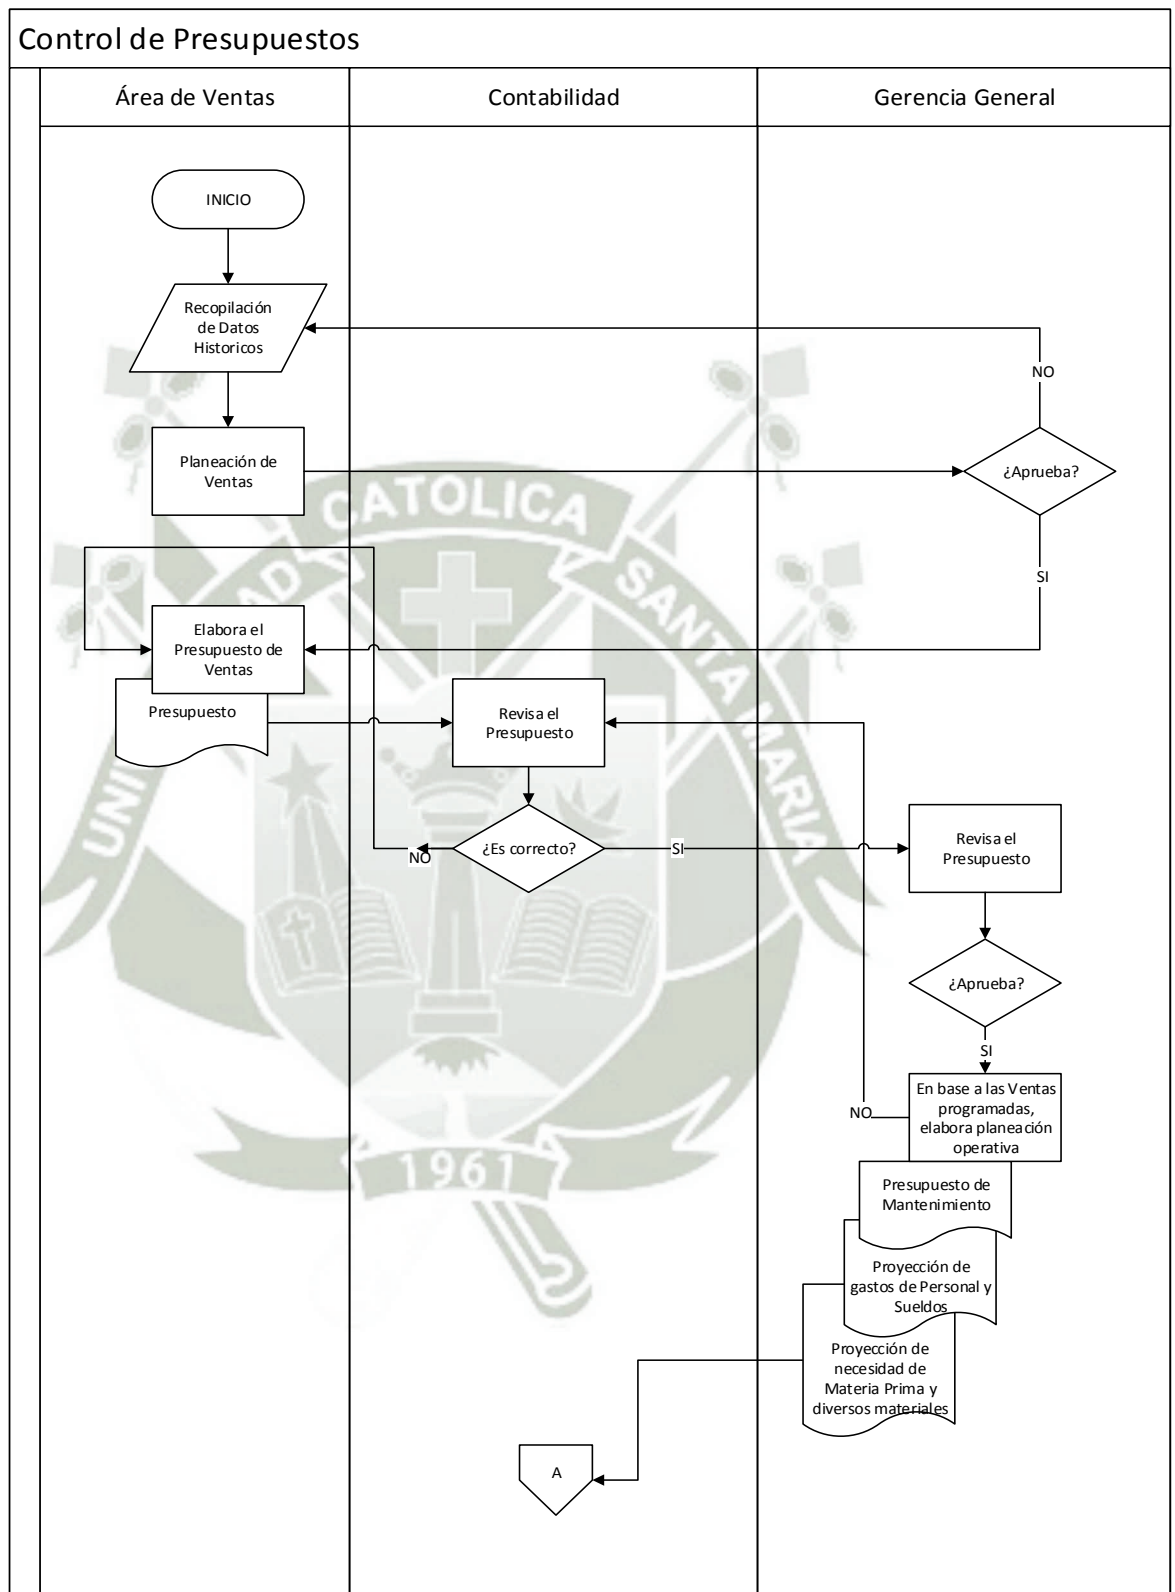 Control de Presupuestos
Área de Ventas
Contabilidad
Gerencia General
INICIO
Recopilación
de Datos
Historicos
NO
Planeación de
Ventas
¿Aprueba?
CATOLICA
SI
SANTA MARIA
Elabora el
Presupuesto de
Ventas
Presupuesto
Revisa el
Presupuesto
¿Es correcto?
NO
SI
Revisa el
Presupuesto
¿Aprueba?
SI
NO
En base a las Ventas
programadas,
elabora planeación
operativa
1961
Presupuesto de
Mantenimiento
Proyección de
gastos de Personal y
Sueldos
Proyección de
necesidad de
Materia Prima y
diversos materiales
A